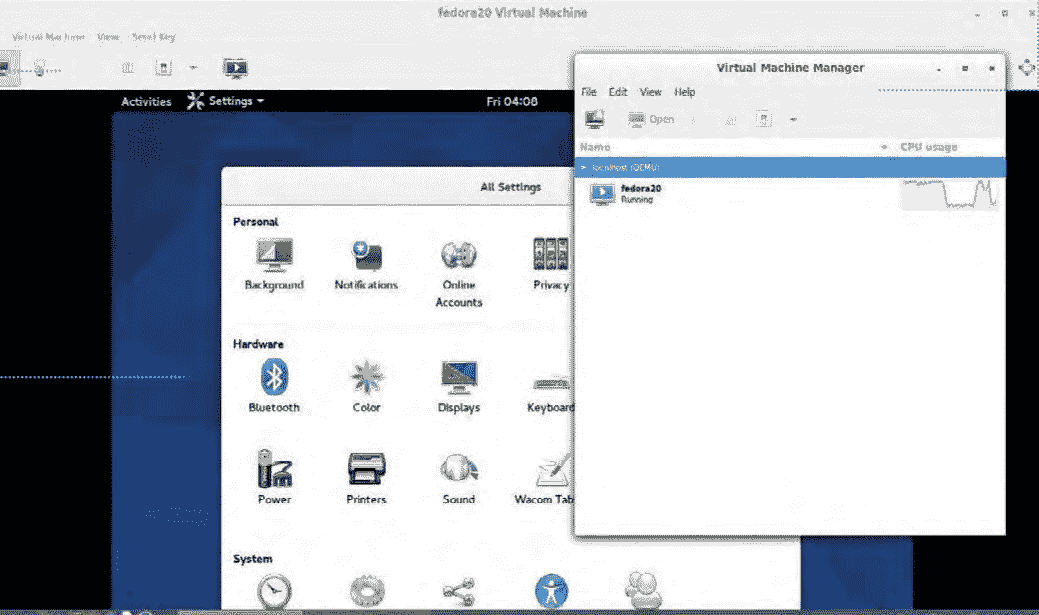 fedora20 Virtual Machine
Virtual Machine View Send Key
Activities Settings Fri 04:08
All Settings
Personal
Background Notifications Online Accounts Privacy
Hardware
Bluetooth Color Displays Keyboard
Power Printers Sound Wacom Tab
System
Virtual Machine Manager
File Edit View Help
Open
Name CPU usage
localhost (QEMU)
fedora20
Running